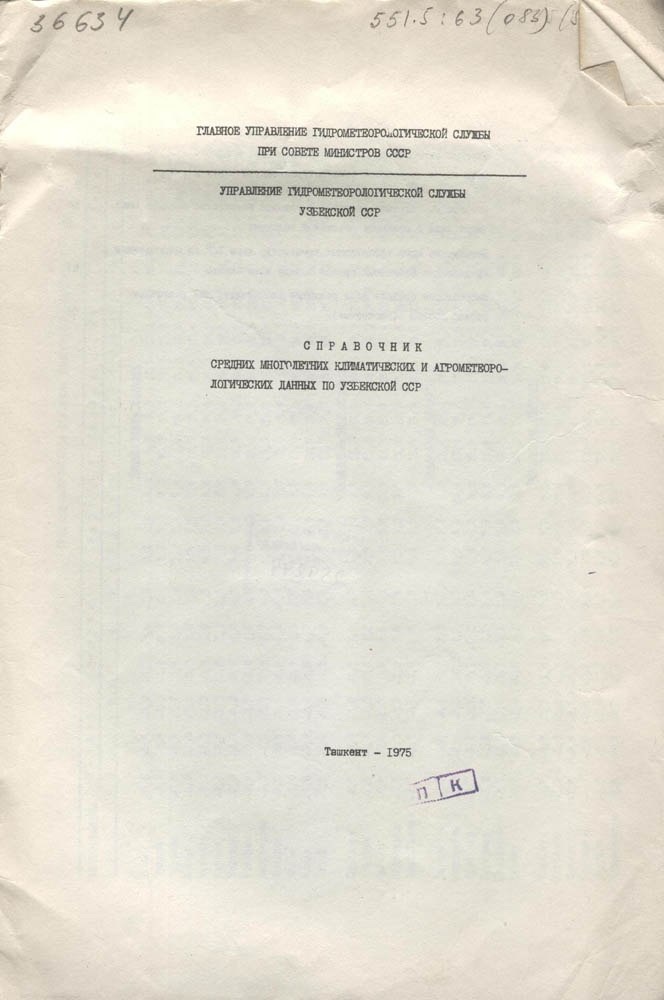 36634
551.5:63(083)
ГЛАВНОЕ УПРАВЛЕНИЕ ГИДРОМЕТЕОРОЛОГИЧЕСКОЙ СЛУЖБЫ
ПРИ СОВЕТЕ МИНИСТРОВ СССР
УПРАВЛЕНИЕ ГИДРОМЕТЕОРОЛОГИЧЕСКОЙ СЛУЖБЫ
УЗБЕКСКОЙ ССР
С П Р А В О Ч Н И К
СРЕДНИХ МНОГОЛЕТНИХ КЛИМАТИЧЕСКИХ И АГРОМЕТЕОРО-
ЛОГИЧЕСКИХ ДАННЫХ ПО УЗБЕКСКОЙ ССР
Ташкент - 1975
П К